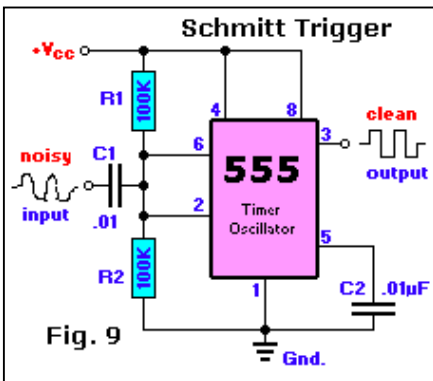 Schmitt Trigger
+Vcc
R1
100K
4
8
clean
3
output
6
noisy
C1
input
.01
555
Timer
Oscillator
2
5
R2
100K
1
C2
.01µF
Fig. 9
Gnd.